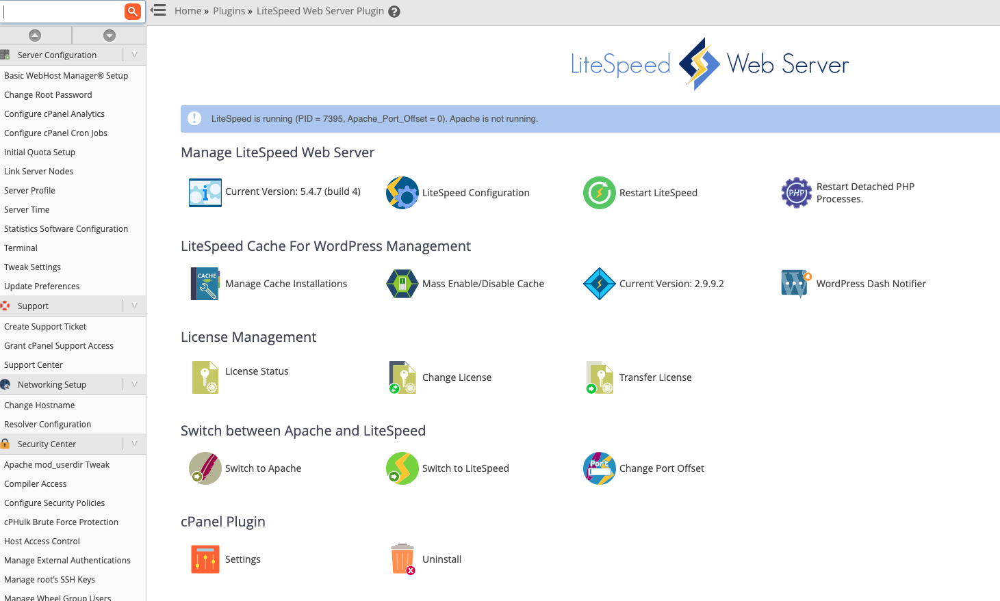 Home » Plugins » LiteSpeed Web Server Plugin ?
Server Configuration
Basic WebHost Manager® Setup
Change Root Password
Configure cPanel Analytics
Configure cPanel Cron Jobs
Initial Quota Setup
Link Server Nodes
Server Profile
Server Time
Statistics Software Configuration
Terminal
Tweak Settings
Update Preferences
Support
Create Support Ticket
Grant cPanel Support Access
Support Center
Networking Setup
Change Hostname
Resolver Configuration
Security Center
Apache mod_userdir Tweak
Compiler Access
Configure Security Policies
cPHulk Brute Force Protection
Host Access Control
Manage External Authentications
Manage root's SSH Keys
Manage Wheel Group Users
LiteSpeed Web Server
! LiteSpeed is running (PID = 7395, Apache_Port_Offset = 0). Apache is not running.
Manage LiteSpeed Web Server
i Current Version: 5.4.7 (build 4)
LiteSpeed Configuration
Restart LiteSpeed
PHP Restart Detached PHP
Processes.
LiteSpeed Cache For WordPress Management
CACHE Manage Cache Installations
Mass Enable/Disable Cache
Current Version: 2.9.9.2
W WordPress Dash Notifier
License Management
License Status
Change License
Transfer License
Switch between Apache and LiteSpeed
Switch to Apache
Switch to LiteSpeed
Port Change Port Offset
cPanel Plugin
Settings
Uninstall